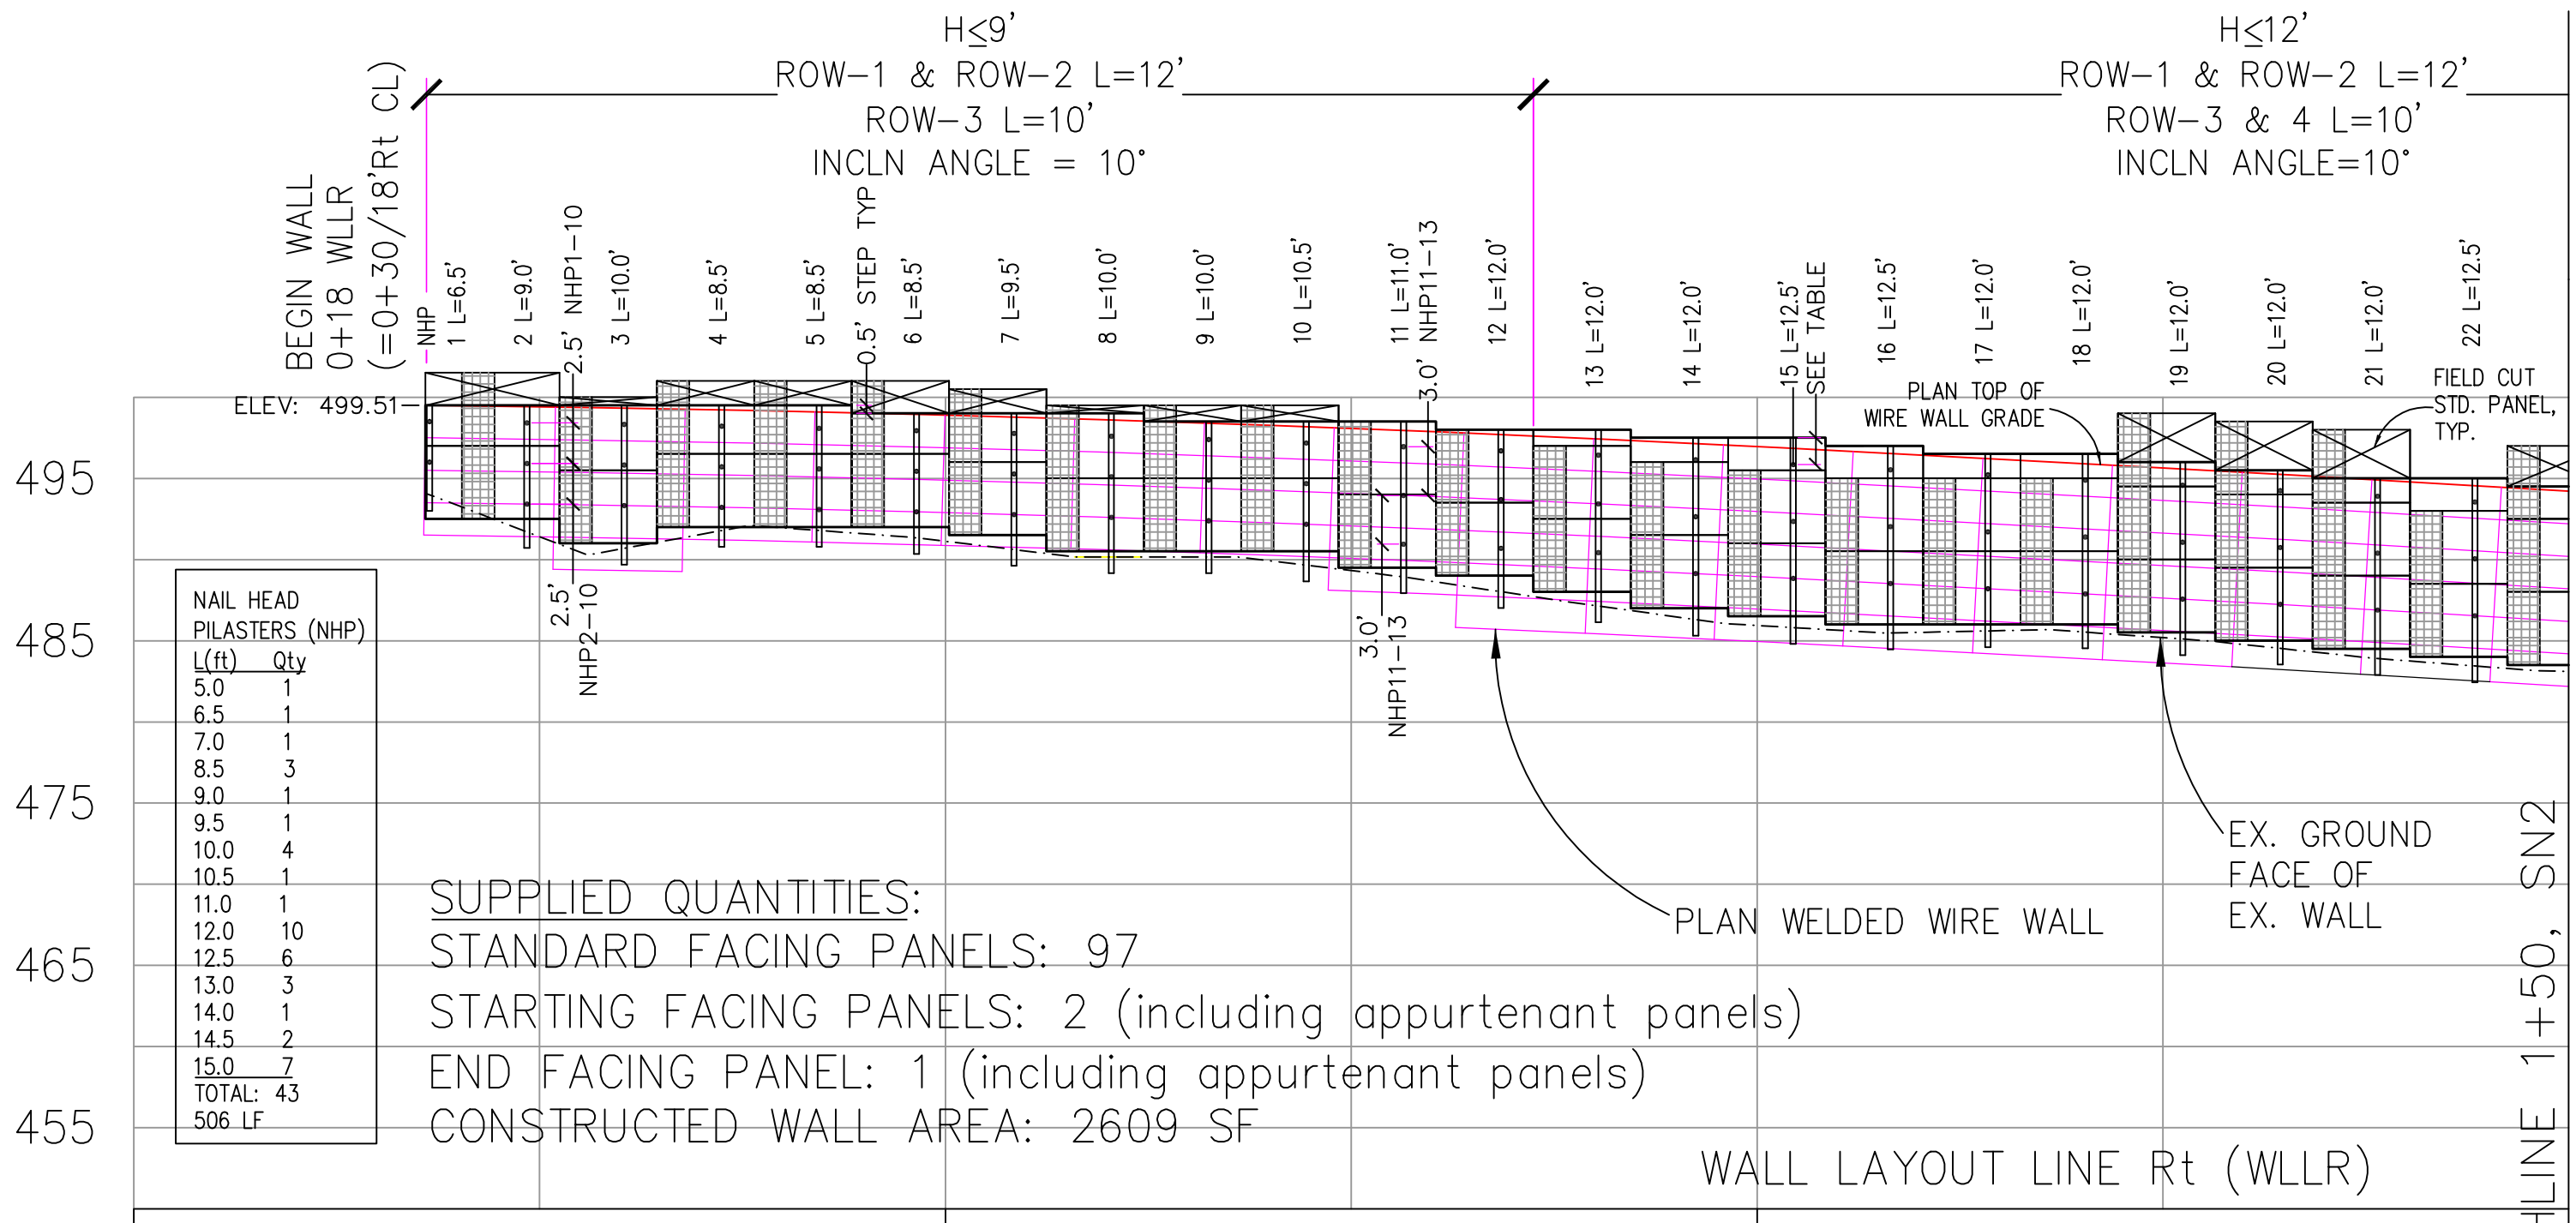 H≤9'
ROW-1 & ROW-2 L=12'
ROW-3 L=10'
INCLN ANGLE = 10°
H≤12'
ROW-1 & ROW-2 L=12'
ROW-3 & 4 L=10'
INCLN ANGLE=10°
BEGIN WALL
0+18 WLLR
(=0+30/18'Rt CL)
NHP
1 L=6.5'
2 L=9.0'
2.5' NHP1-10
3 L=10.0'
4 L=8.5'
5 L=8.5'
0.5' STEP TYP
6 L=8.5'
7 L=9.5'
8 L=10.0'
9 L=10.0'
10 L=10.5'
11 L=11.0'
3.0' NHP11-13
12 L=12.0'
13 L=12.0'
14 L=12.0'
15 L=12.5'
SEE TABLE
16 L=12.5'
17 L=12.0'
18 L=12.0'
19 L=12.0'
20 L=12.0'
21 L=12.0'
22 L=12.5'
ELEV: 499.51
PLAN TOP OF
WIRE WALL GRADE
FIELD CUT
STD. PANEL,
TYP.
495
485
475
465
455
2.5'
NHP2-10
3.0'
NHP11-13
NAIL HEAD
PILASTERS (NHP)
L(ft) Qty
5.0 1
6.5 1
7.0 1
8.5 3
9.0 1
9.5 1
10.0 4
10.5 1
11.0 1
12.0 10
12.5 6
13.0 3
14.0 1
14.5 2
15.0 7
TOTAL: 43
506 LF
SUPPLIED QUANTITIES:
STANDARD FACING PANELS: 97
STARTING FACING PANELS: 2 (including appurtenant panels)
END FACING PANEL: 1 (including appurtenant panels)
CONSTRUCTED WALL AREA: 2609 SF
PLAN WELDED WIRE WALL
EX. GROUND
FACE OF
EX. WALL
WALL LAYOUT LINE Rt (WLLR)
HLINE 1+50, SN2